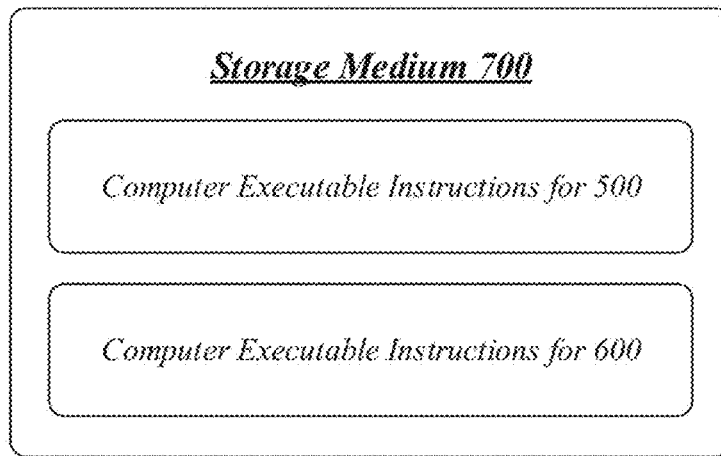 Storage Medium 700
Computer Executable Instructions for 500
Computer Executable Instructions for 600